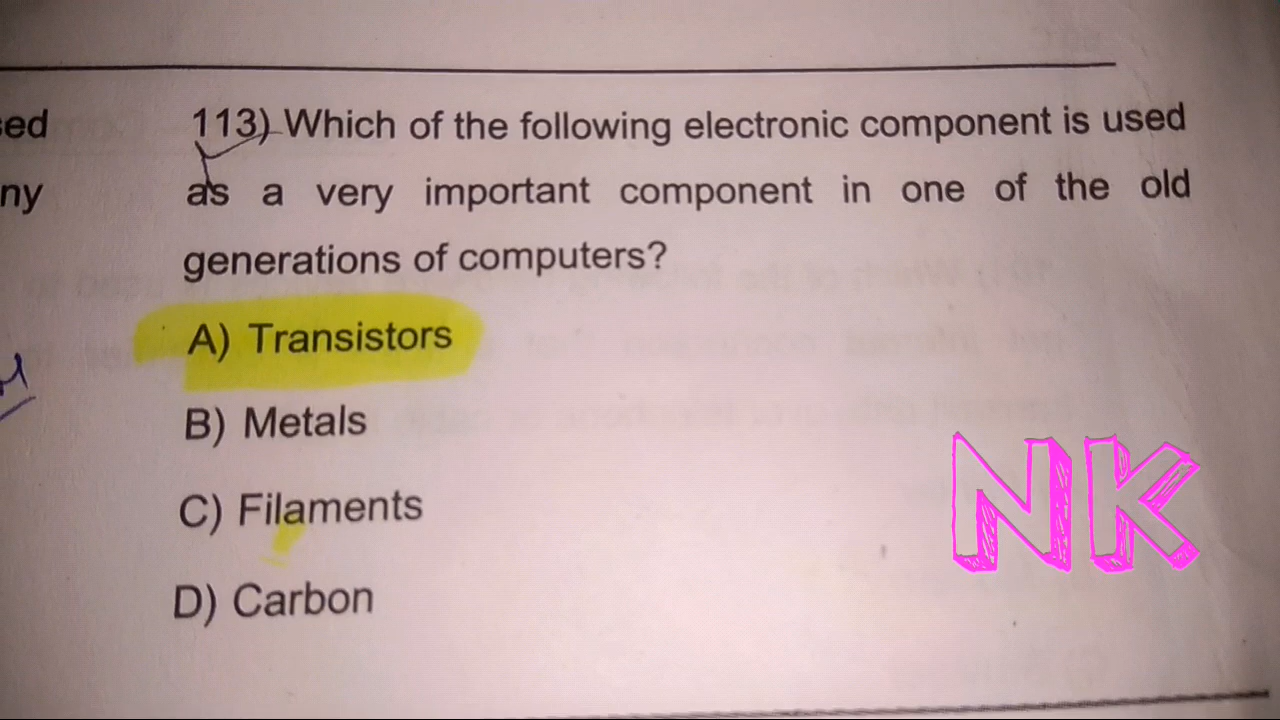 sed
ny
113) Which of the following electronic component is used
as a very important component in one of the old
generations of computers?
A) Transistors
B) Metals
C) Filaments
D) Carbon
NK